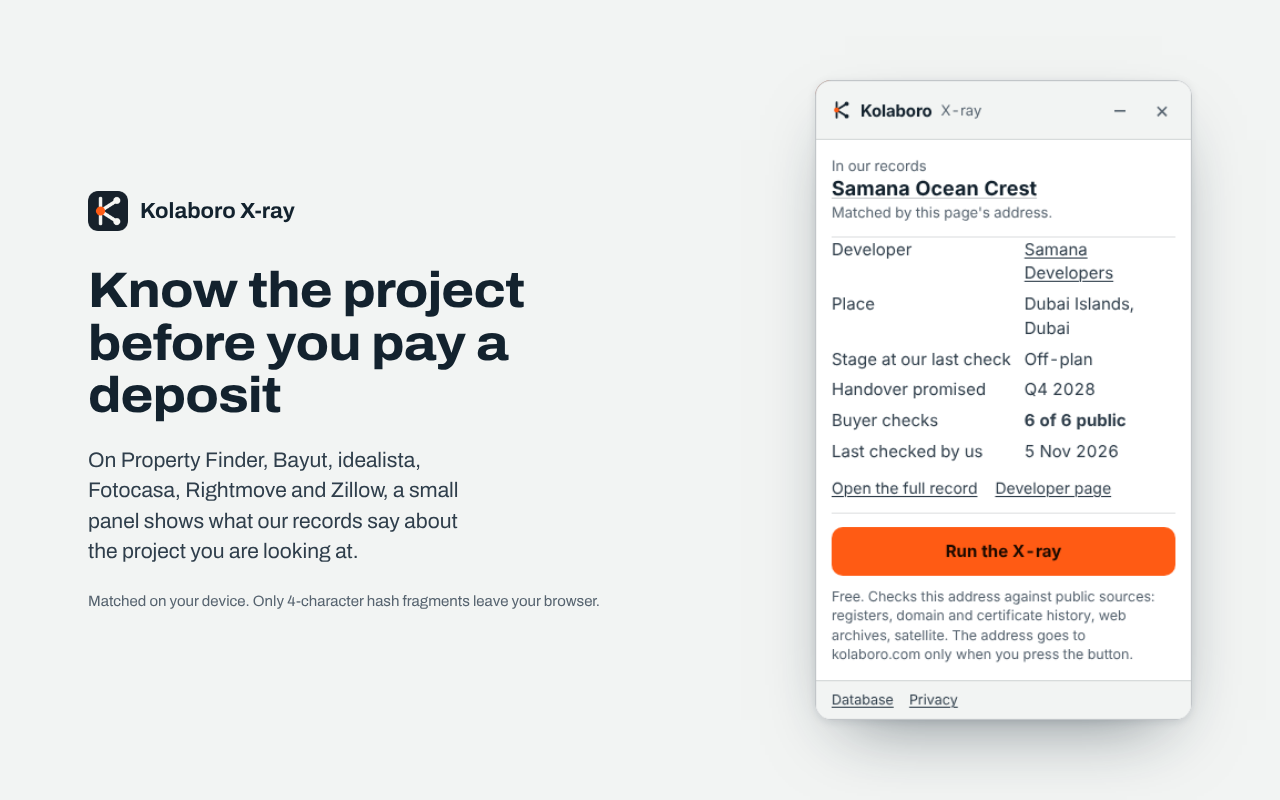 Kolaboro X-ray
Know the project
before you pay a
deposit
On Property Finder, Bayut, idealista,
Fotocasa, Rightmove and Zillow, a small
panel shows what our records say about
the project you are looking at.
Matched on your device. Only 4-character hash fragments leave your browser.
Kolaboro X-ray
In our records
Samana Ocean Crest
Matched by this page's address.
Developer Samana
Developers
Place Dubai Islands,
Dubai
Stage at our last check Off-plan
Handover promised Q4 2028
Buyer checks 6 of 6 public
Last checked by us 5 Nov 2026
Open the full record Developer page
Run the X-ray
Free. Checks this address against public sources:
registers, domain and certificate history, web
archives, satellite. The address goes to
kolaboro.com only when you press the button.
Database Privacy